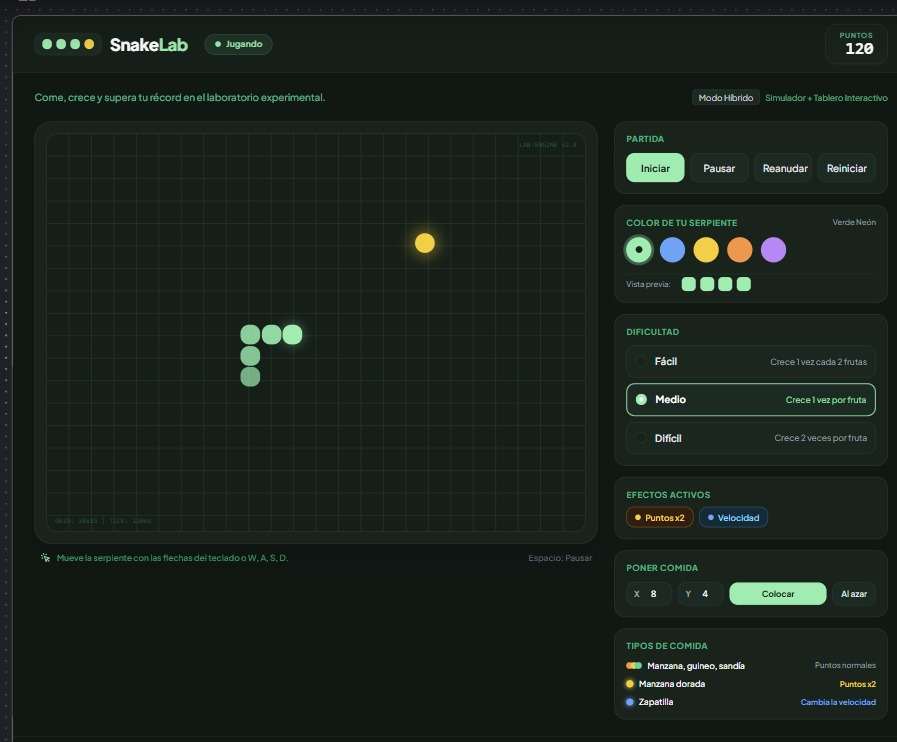 SnakeLab
Jugando
PUNTOS
120
Come, crece y supera tu récord en el laboratorio experimental.
Modo Híbrido
Simulador + Tablero Interactivo
LAB-ENGINE v2.4
GRID: 20x15 | TICK: 120ms
Mueve la serpiente con las flechas del teclado o W, A, S, D.
Espacio: Pausar
PARTIDA
Iniciar
Pausar
Reanudar
Reiniciar
COLOR DE TU SERPIENTE
Verde Neón
Vista previa:
DIFICULTAD
Fácil
Crece 1 vez cada 2 frutas
Medio
Crece 1 vez por fruta
Difícil
Crece 2 veces por fruta
EFECTOS ACTIVOS
Puntos x2
Velocidad
PONER COMIDA
X 8
Y 4
Colocar
Al azar
TIPOS DE COMIDA
Manzana, guineo, sandía
Puntos normales
Manzana dorada
Puntos x2
Zapatilla
Cambia la velocidad